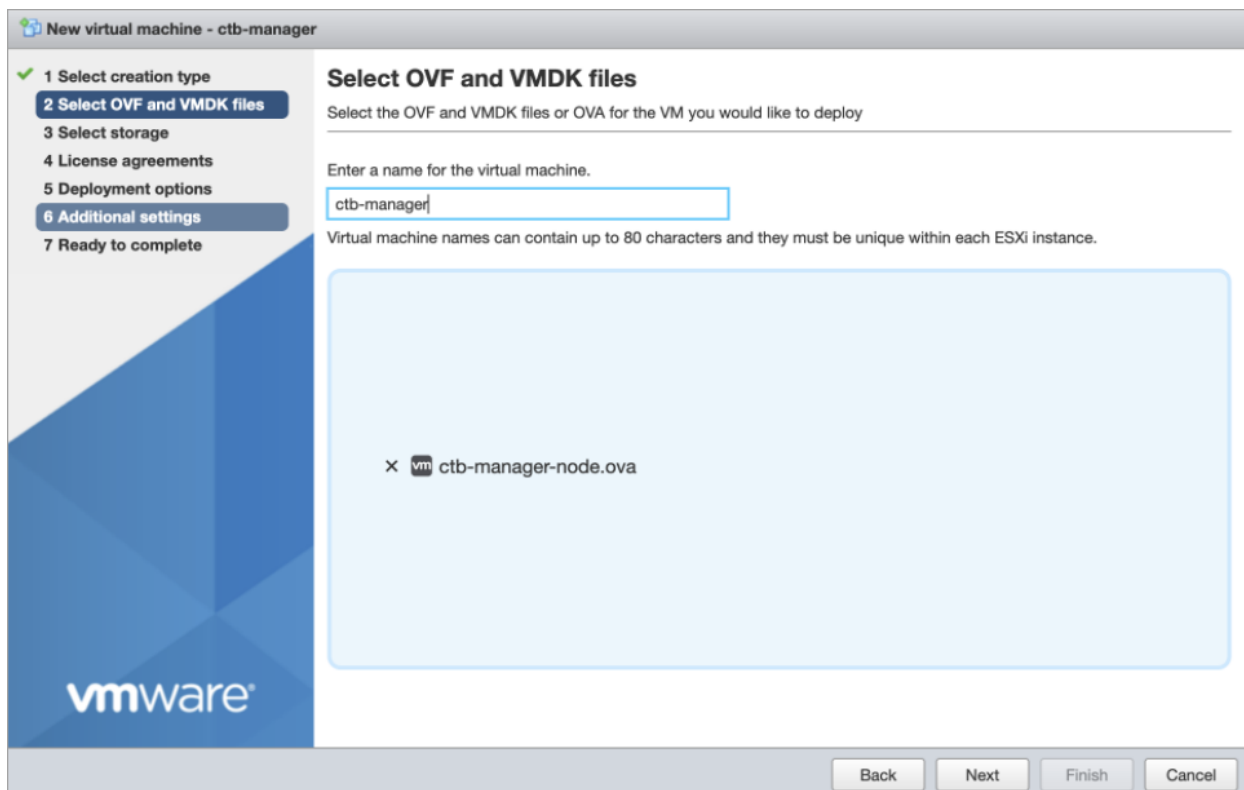 New virtual machine - ctb-manager
1 Select creation type
2 Select OVF and VMDK files
3 Select storage
4 License agreements
5 Deployment options
6 Additional settings
7 Ready to complete
vmware®
Select OVF and VMDK files
Select the OVF and VMDK files or OVA for the VM you would like to deploy
Enter a name for the virtual machine.
ctb-manager
Virtual machine names can contain up to 80 characters and they must be unique within each ESXi instance.
× vm ctb-manager-node.ova
Back Next Finish Cancel